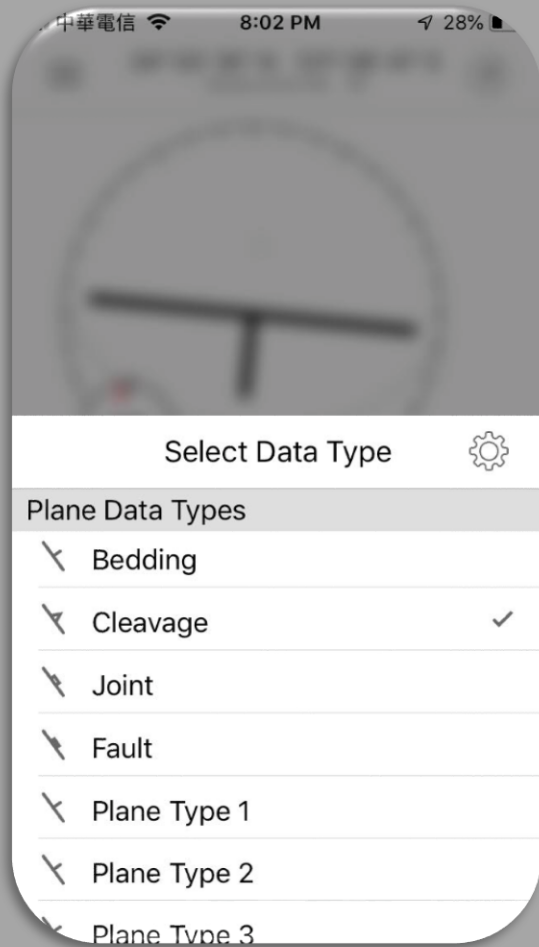 中華電信 8:02 PM 28%
Select Data Type
Plane Data Types
Bedding
Cleavage
Joint
Fault
Plane Type 1
Plane Type 2
Plane Type 3